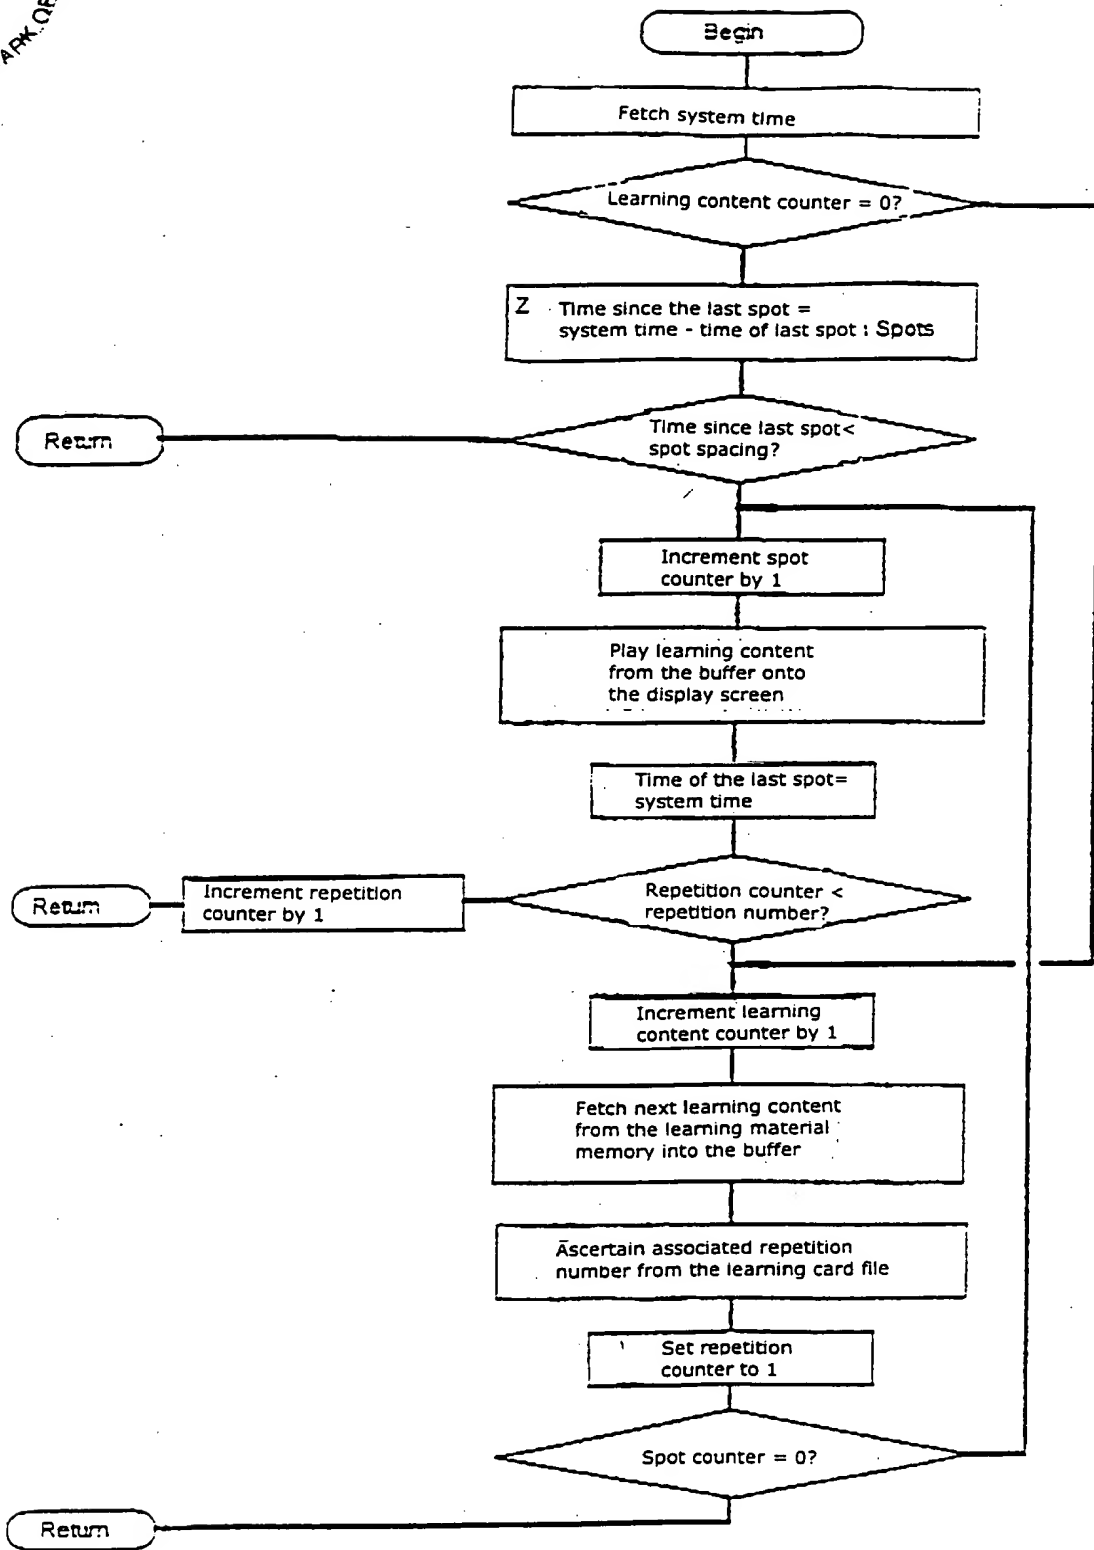 Begin
Fetch system time
Learning content counter = 0?
Z Time since the last spot =
system time - time of last spot : Spots
Return
Time since last spot<
spot spacing?
Increment spot
counter by 1
Play learning content
from the buffer onto
the display screen
Time of the last spot=
system time
Return
Increment repetition
counter by 1
Repetition counter <
repetition number?
Increment learning
content counter by 1
Fetch next learning content
from the learning material
memory into the buffer
Ascertain associated repetition
number from the learning card file
Set repetition
counter to 1
Spot counter = 0?
Return